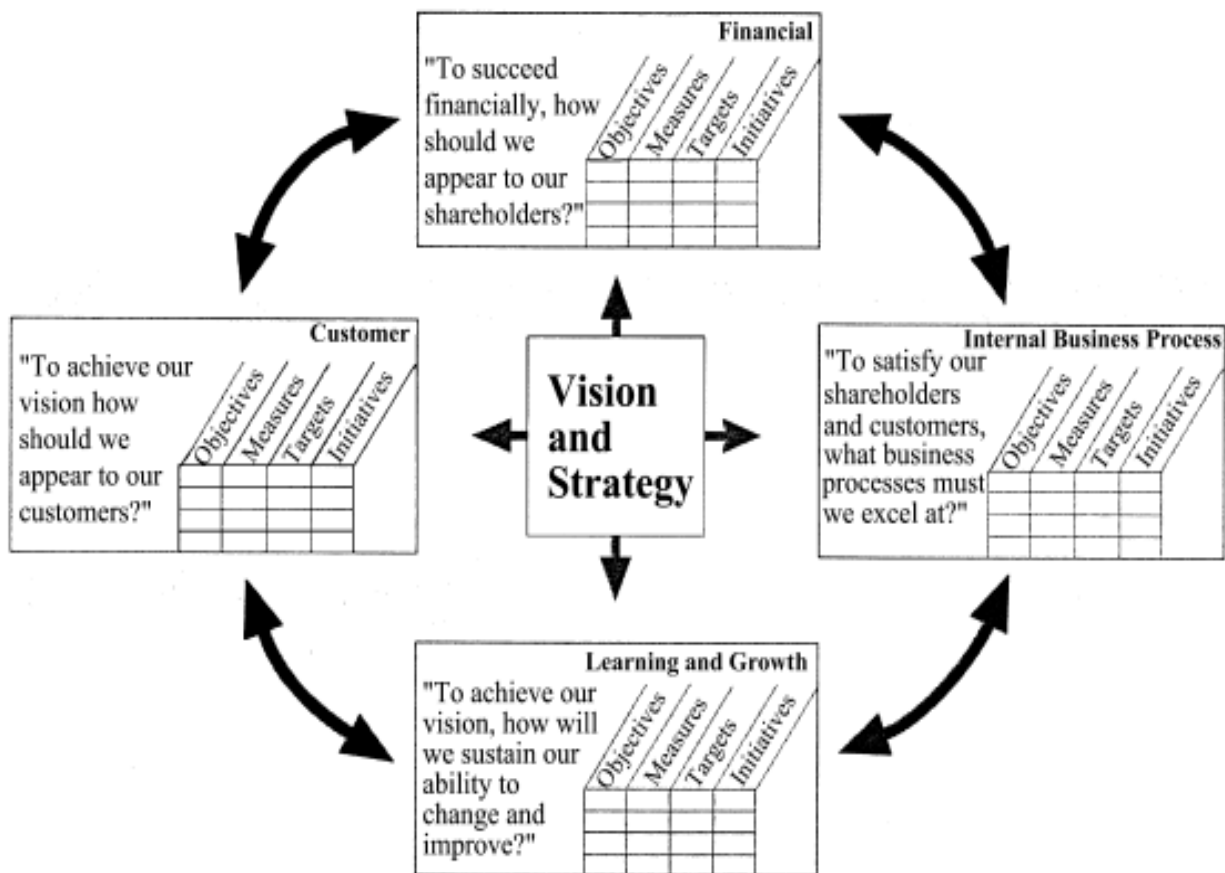 Financial
"To succeed
financially, how
should we
appear to our
shareholders?"
Objectives
Measures
Targets
Initiatives
Customer
"To achieve our
vision how
should we
appear to our
customers?"
Objectives
Measures
Targets
Initiatives
Vision
and
Strategy
Internal Business Process
"To satisfy our
shareholders
and customers,
what business
processes must
we excel at?"
Objectives
Measures
Targets
Initiatives
Learning and Growth
"To achieve our
vision, how will
we sustain our
ability to
change and
improve?"
Objectives
Measures
Targets
Initiatives